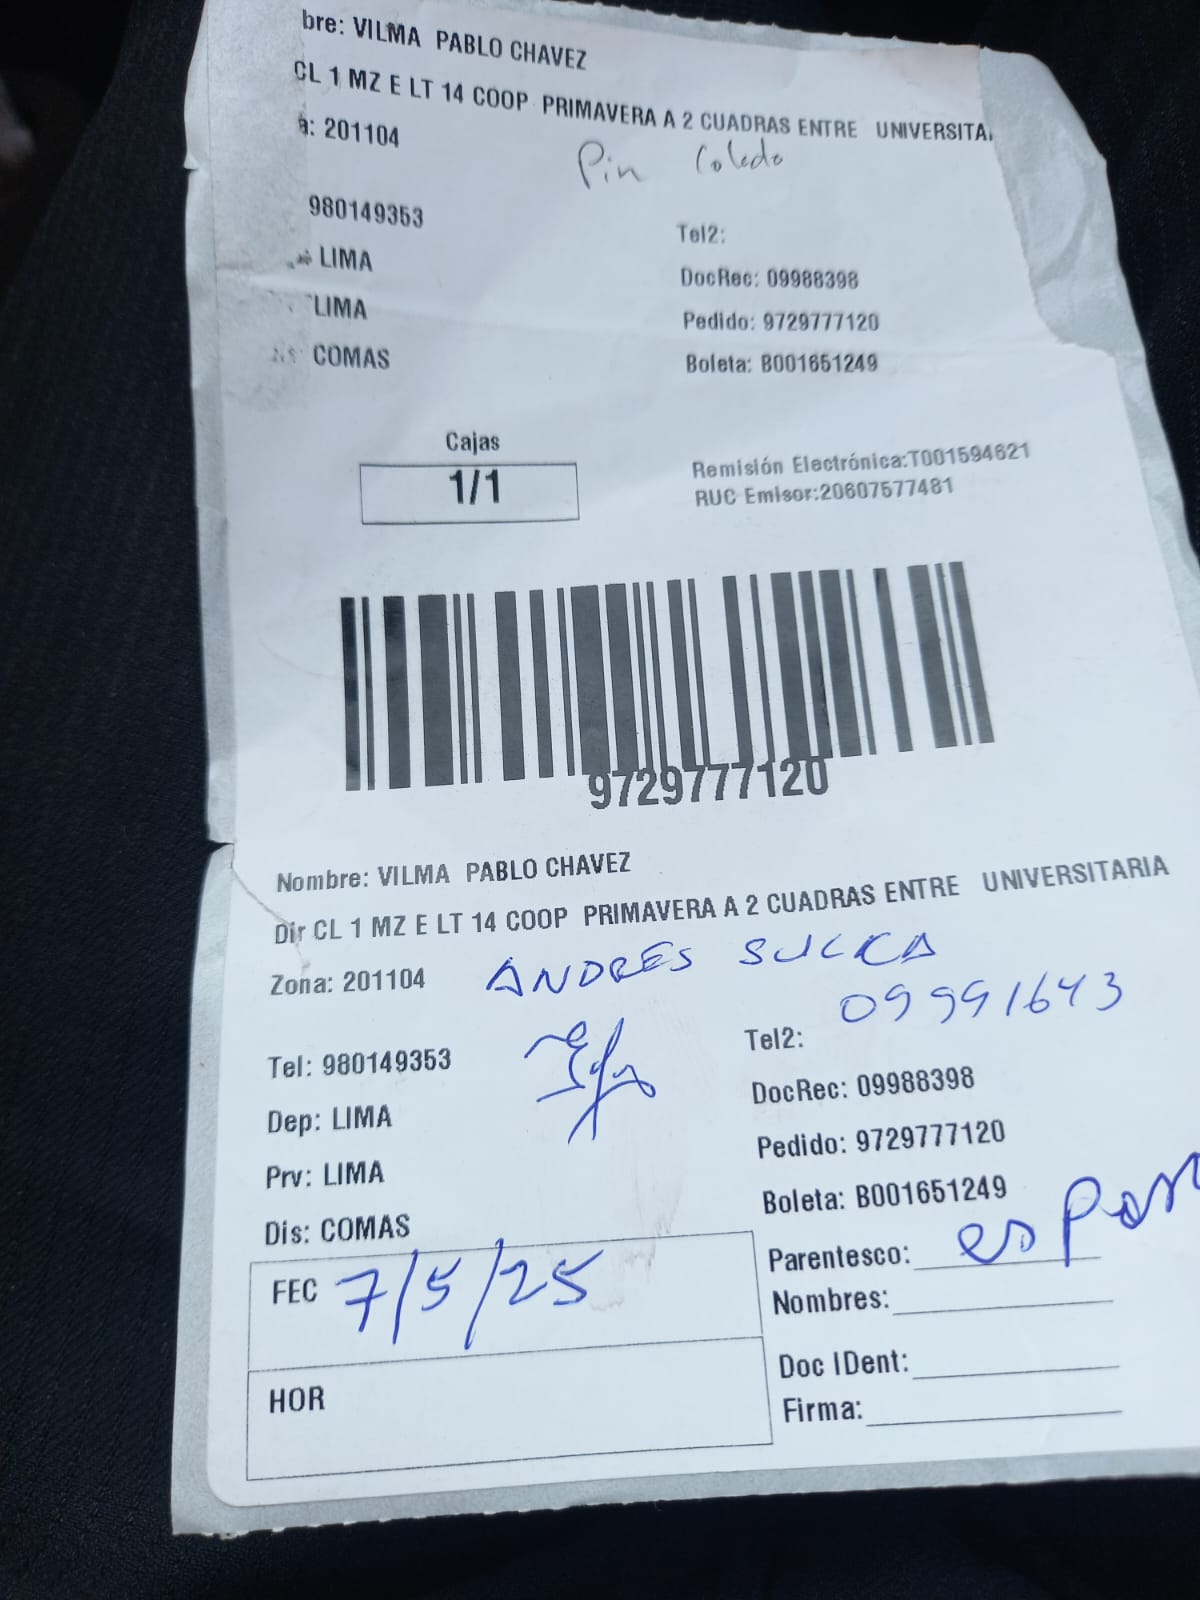 bre: VILMA PABLO CHAVEZ
CL 1 MZ E LT 14 COOP PRIMAVERA A 2 CUADRAS ENTRE UNIVERSITA
a: 201104
Pin
980149353
Tel2:
LIMA
DocRec: 09988398
LIMA
Pedido: 9729777120
COMAS
Boleta: B001651249
Cajas
1/1
Remisión Electrónica:T001594621
RUC Emisor:20607577481
9729777120
Nombre: VILMA PABLO CHAVEZ
Dir CL 1 MZ E LT 14 COOP PRIMAVERA A 2 CUADRAS ENTRE UNIVERSITARIA
Zona: 201104
ANDRES SULCA
09991643
Tel: 980149353
Tel2:
Dep: LIMA
DocRec: 09988398
Prv: LIMA
Pedido: 9729777120
Dis: COMAS
Boleta: B001651249
FEC 7/5/25
Parentesco: es pos
Nombres:
HOR
Doc IDent:
Firma: